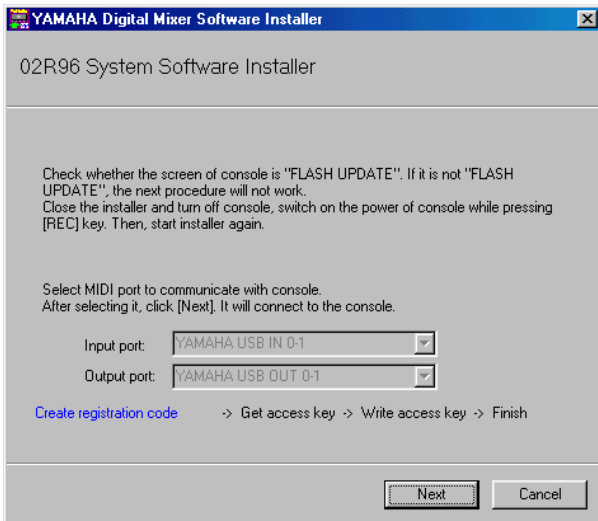 YAMAHA Digital Mixer Software Installer
02R96 System Software Installer
Check whether the screen of console is "FLASH UPDATE". If it is not "FLASH
UPDATE", the next procedure will not work.
Close the installer and turn off console, switch on the power of console while pressing
[REC] key. Then, start installer again.
Select MIDI port to communicate with console.
After selecting it, click [Next]. It will connect to the console.
Input port: YAMAHA USB IN 0-1
Output port: YAMAHA USB OUT 0-1
Create registration code -> Get access key -> Write access key -> Finish
Next Cancel